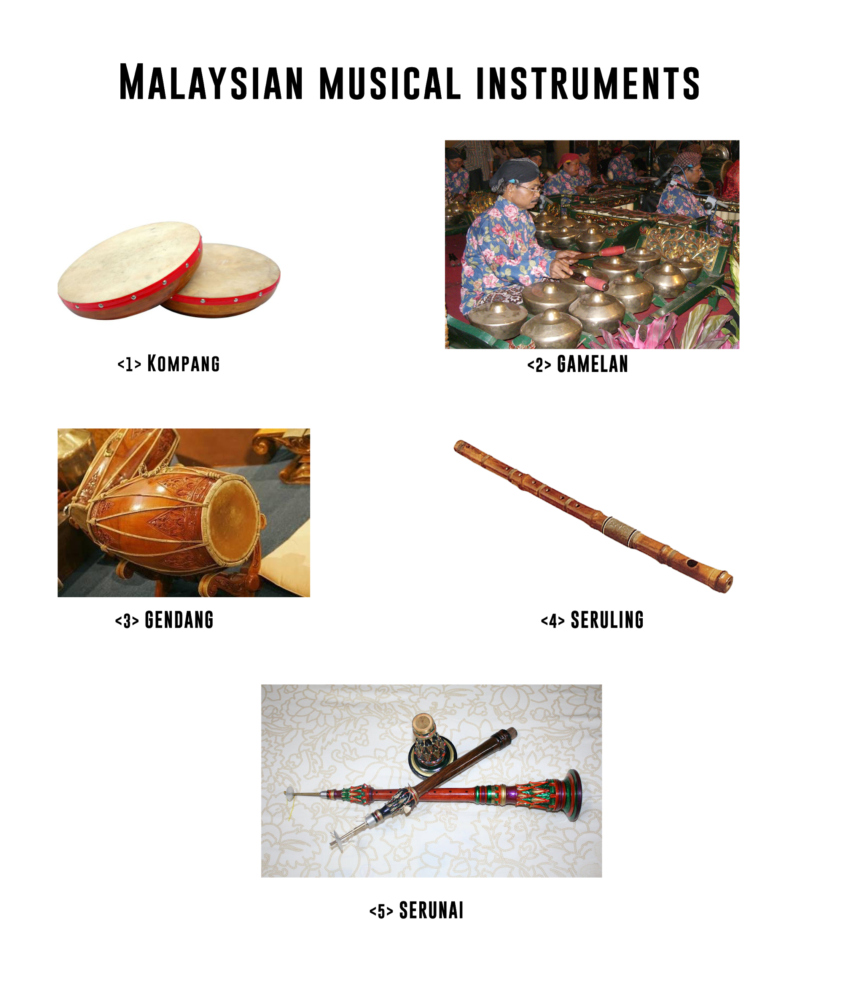 Malaysian musical instruments
<1> Kompang
<2> GAMELAN
<3> GENDANG
<4> SERULING
<5> SERUNAI